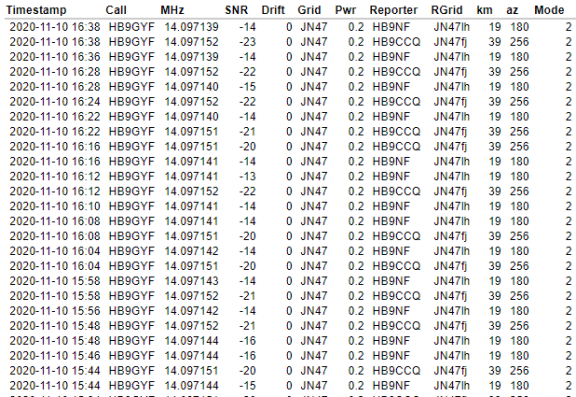 Timestamp Call MHz SNR Drift Grid Pwr Reporter RGrid km az Mode
2020-11-10 16:38 HB9GYF 14.097139 -14 0 JN47 0.2 HB9NF JN47lh 19 180 2
2020-11-10 16:38 HB9GYF 14.097152 -23 0 JN47 0.2 HB9CCQ JN47fj 39 256 2
2020-11-10 16:36 HB9GYF 14.097139 -14 0 JN47 0.2 HB9NF JN47lh 19 180 2
2020-11-10 16:28 HB9GYF 14.097152 -22 0 JN47 0.2 HB9CCQ JN47fj 39 256 2
2020-11-10 16:28 HB9GYF 14.097140 -15 0 JN47 0.2 HB9NF JN47lh 19 180 2
2020-11-10 16:24 HB9GYF 14.097152 -22 0 JN47 0.2 HB9CCQ JN47fj 39 256 2
2020-11-10 16:22 HB9GYF 14.097140 -14 0 JN47 0.2 HB9NF JN47lh 19 180 2
2020-11-10 16:22 HB9GYF 14.097151 -21 0 JN47 0.2 HB9CCQ JN47fj 39 256 2
2020-11-10 16:16 HB9GYF 14.097151 -20 0 JN47 0.2 HB9CCQ JN47fj 39 256 2
2020-11-10 16:16 HB9GYF 14.097141 -14 0 JN47 0.2 HB9NF JN47lh 19 180 2
2020-11-10 16:12 HB9GYF 14.097141 -13 0 JN47 0.2 HB9NF JN47lh 19 180 2
2020-11-10 16:12 HB9GYF 14.097152 -22 0 JN47 0.2 HB9CCQ JN47fj 39 256 2
2020-11-10 16:10 HB9GYF 14.097141 -14 0 JN47 0.2 HB9NF JN47lh 19 180 2
2020-11-10 16:08 HB9GYF 14.097141 -14 0 JN47 0.2 HB9NF JN47lh 19 180 2
2020-11-10 16:08 HB9GYF 14.097151 -20 0 JN47 0.2 HB9CCQ JN47fj 39 256 2
2020-11-10 16:04 HB9GYF 14.097142 -14 0 JN47 0.2 HB9NF JN47lh 19 180 2
2020-11-10 16:04 HB9GYF 14.097151 -20 0 JN47 0.2 HB9CCQ JN47fj 39 256 2
2020-11-10 15:58 HB9GYF 14.097143 -14 0 JN47 0.2 HB9NF JN47lh 19 180 2
2020-11-10 15:58 HB9GYF 14.097152 -21 0 JN47 0.2 HB9CCQ JN47fj 39 256 2
2020-11-10 15:56 HB9GYF 14.097142 -14 0 JN47 0.2 HB9NF JN47lh 19 180 2
2020-11-10 15:48 HB9GYF 14.097152 -21 0 JN47 0.2 HB9CCQ JN47fj 39 256 2
2020-11-10 15:48 HB9GYF 14.097144 -16 0 JN47 0.2 HB9NF JN47lh 19 180 2
2020-11-10 15:46 HB9GYF 14.097144 -16 0 JN47 0.2 HB9NF JN47lh 19 180 2
2020-11-10 15:44 HB9GYF 14.097151 -20 0 JN47 0.2 HB9CCQ JN47fj 39 256 2
2020-11-10 15:44 HB9GYF 14.097144 -15 0 JN47 0.2 HB9NF JN47lh 19 180 2